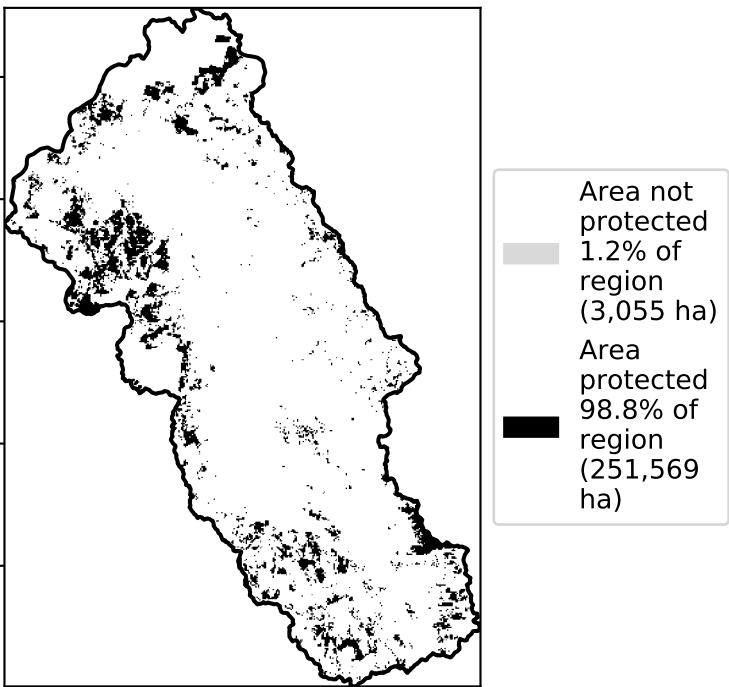 Area not
protected
1.2% of
region
(3,055 ha)
Area
protected
98.8% of
region
(251,569
ha)